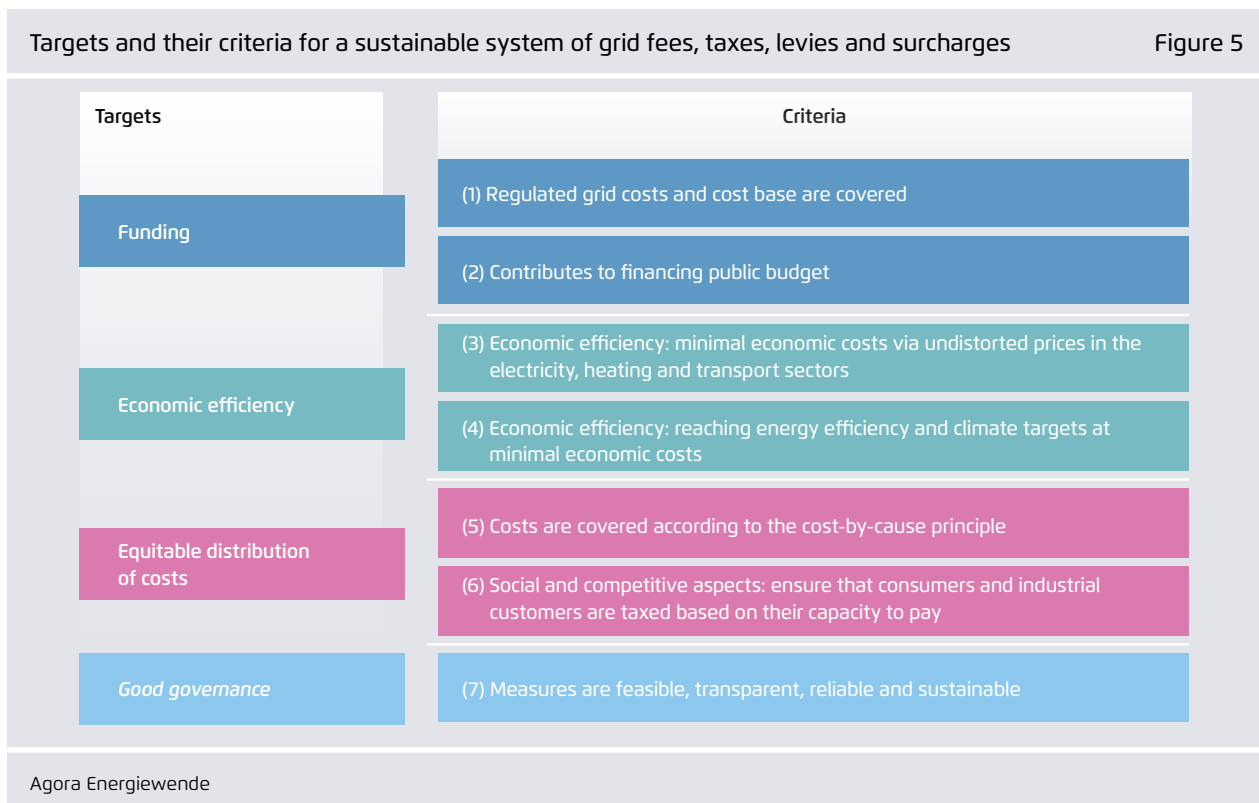 Targets and their criteria for a sustainable system of grid fees, taxes, levies and surcharges
Figure 5
Targets
Criteria
Funding
(1) Regulated grid costs and cost base are covered
(2) Contributes to financing public budget
Economic efficiency
(3) Economic efficiency: minimal economic costs via undistorted prices in the
electricity, heating and transport sectors
(4) Economic efficiency: reaching energy efficiency and climate targets at
minimal economic costs
Equitable distribution
of costs
(5) Costs are covered according to the cost-by-cause principle
(6) Social and competitive aspects: ensure that consumers and industrial
customers are taxed based on their capacity to pay
Good governance
(7) Measures are feasible, transparent, reliable and sustainable
Agora Energiewende